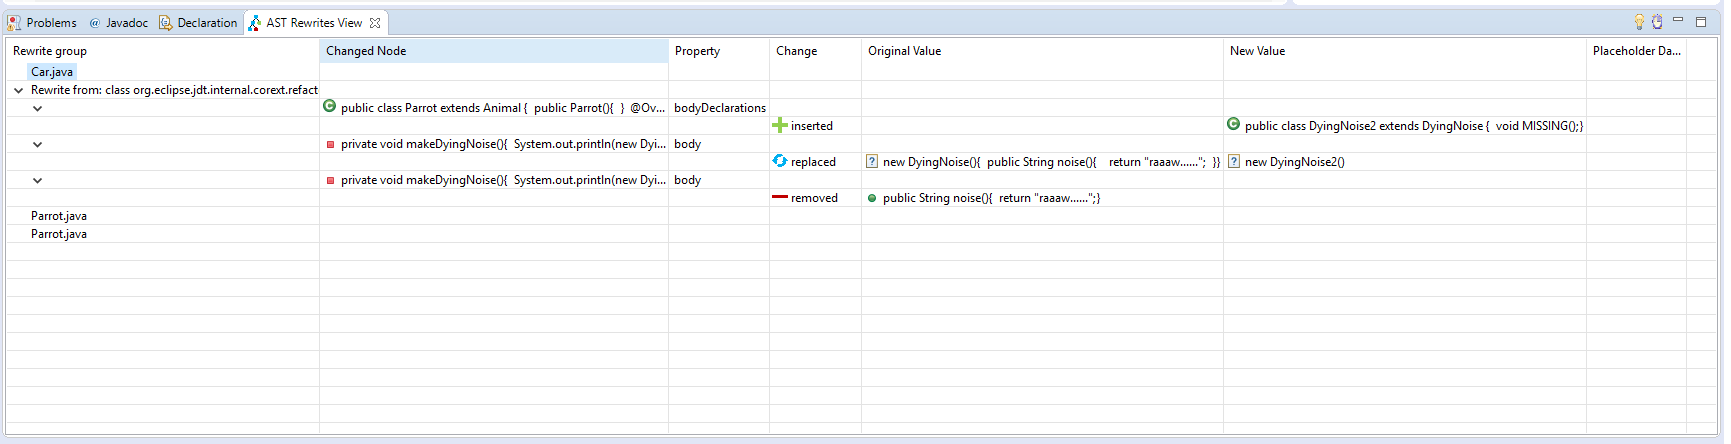 Problems @ Javadoc Declaration AST Rewrites View
Rewrite group Changed Node Property Change Original Value New Value Placeholder Da...
Car.java
Rewrite from: class org.eclipse.jdt.internal.corext.refact
public class Parrot extends Animal { public Parrot(){ } @Ov... bodyDeclarations
inserted public class DyingNoise2 extends DyingNoise { void MISSING();}
private void makeDyingNoise(){ System.out.println(new Dyi... body
replaced new DyingNoise(){ public String noise(){ return "raaaw......"; }} new DyingNoise2()
private void makeDyingNoise(){ System.out.println(new Dyi... body
removed public String noise(){ return "raaaw......";}
Parrot.java
Parrot.java